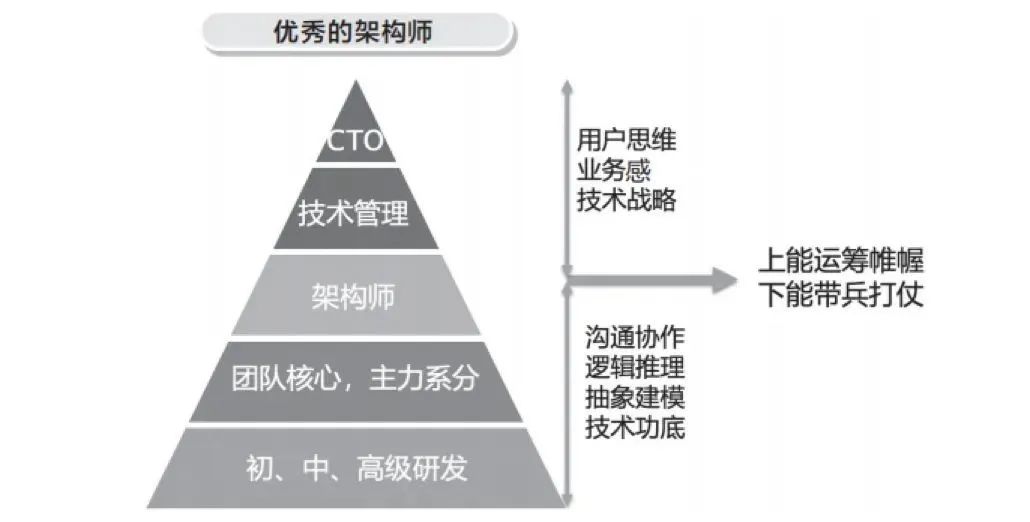 优秀的架构师
CTO
技术管理
架构师
团队核心，主力系分
初、中、高级研发
用户思维
业务感
技术战略
沟通协作
逻辑推理
抽象建模
技术功底
上能运筹帷幄
下能带兵打仗